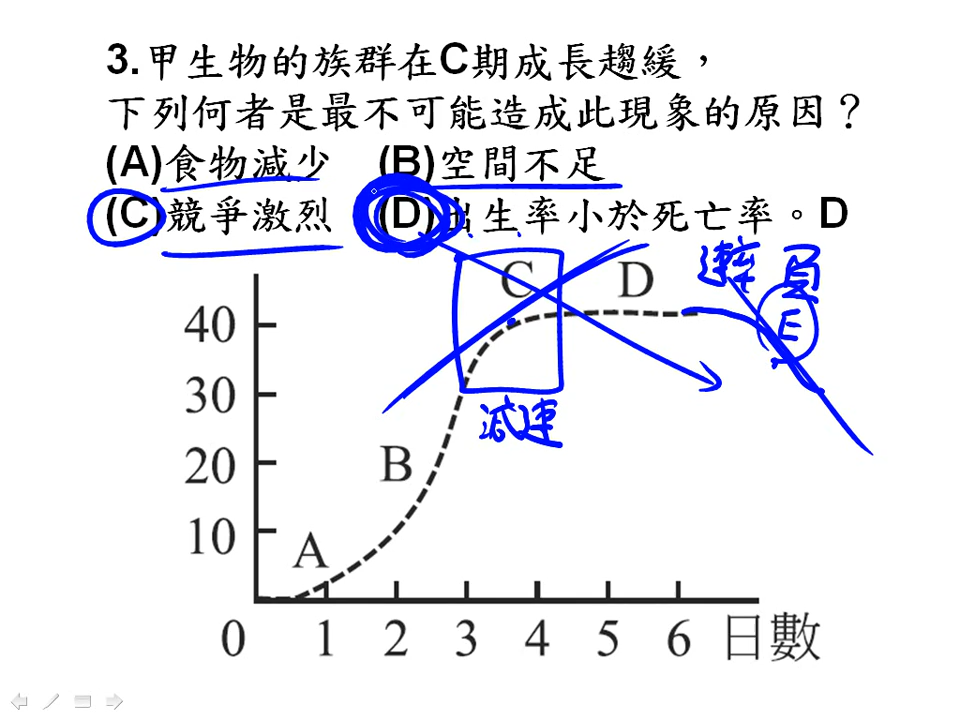 3.甲生物的族群在C期成長趨緩，
下列何者是最不可能造成此現象的原因？
(A)食物減少 (B)空間不足
(C)競爭激烈 (D)出生率小於死亡率。D
C D 速率 負
40 E
30
減速
20 B
10 A
0 1 2 3 4 5 6 日數